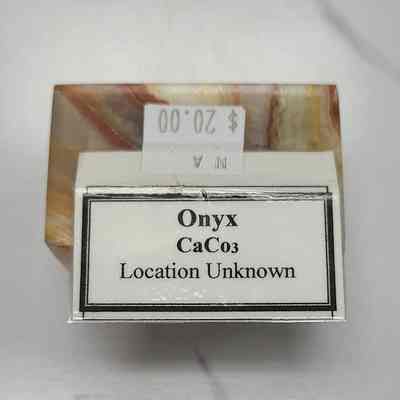 $ 20.00
N A
Onyx
CaCo3
Location Unknown